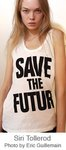 SAVE
THE
FUTUR
Siri Tollerod
Photo by Eric Guillemain